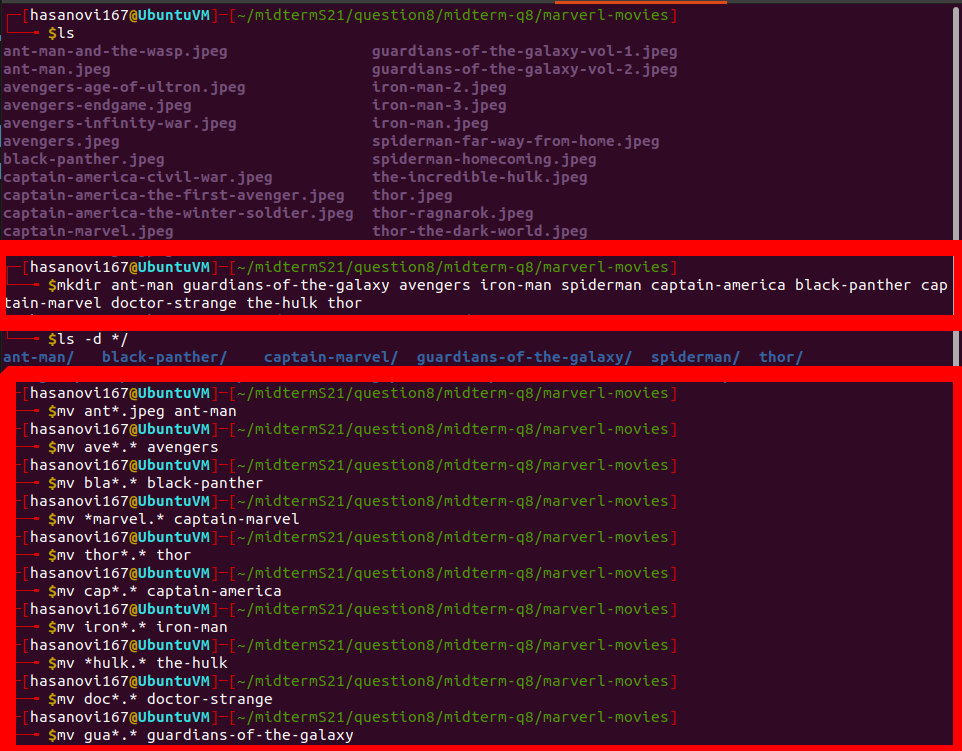 [hasanovi167@UbuntuVM]-[~/midtermS21/question8/midterm-q8/marverl-movies]
$ls
ant-man-and-the-wasp.jpeg guardians-of-the-galaxy-vol-1.jpeg
ant-man.jpeg guardians-of-the-galaxy-vol-2.jpeg
avengers-age-of-ultron.jpeg iron-man-2.jpeg
avengers-endgame.jpeg iron-man-3.jpeg
avengers-infinity-war.jpeg iron-man.jpeg
avengers.jpeg spiderman-far-way-from-home.jpeg
black-panther.jpeg spiderman-homecoming.jpeg
captain-america-civil-war.jpeg the-incredible-hulk.jpeg
captain-america-the-first-avenger.jpeg thor.jpeg
captain-america-the-winter-soldier.jpeg thor-ragnarok.jpeg
captain-marvel.jpeg thor-the-dark-world.jpeg
[hasanovi167@UbuntuVM]-[~/midtermS21/question8/midterm-q8/marverl-movies]
$mkdir ant-man guardians-of-the-galaxy avengers iron-man spiderman captain-america black-panther cap
tain-marvel doctor-strange the-hulk thor
$ls -d */
ant-man/ black-panther/ captain-marvel/ guardians-of-the-galaxy/ spiderman/ thor/
[hasanovi167@UbuntuVM]-[~/midtermS21/question8/midterm-q8/marverl-movies]
$mv ant*.jpeg ant-man
[hasanovi167@UbuntuVM]-[~/midtermS21/question8/midterm-q8/marverl-movies]
$mv ave*.* avengers
[hasanovi167@UbuntuVM]-[~/midtermS21/question8/midterm-q8/marverl-movies]
$mv bla*.* black-panther
[hasanovi167@UbuntuVM]-[~/midtermS21/question8/midterm-q8/marverl-movies]
$mv *marvel.* captain-marvel
[hasanovi167@UbuntuVM]-[~/midtermS21/question8/midterm-q8/marverl-movies]
$mv thor*.* thor
[hasanovi167@UbuntuVM]-[~/midtermS21/question8/midterm-q8/marverl-movies]
$mv cap*.* captain-america
[hasanovi167@UbuntuVM]-[~/midtermS21/question8/midterm-q8/marverl-movies]
$mv iron*.* iron-man
[hasanovi167@UbuntuVM]-[~/midtermS21/question8/midterm-q8/marverl-movies]
$mv *hulk.* the-hulk
[hasanovi167@UbuntuVM]-[~/midtermS21/question8/midterm-q8/marverl-movies]
$mv doc*.* doctor-strange
[hasanovi167@UbuntuVM]-[~/midtermS21/question8/midterm-q8/marverl-movies]
$mv gua*.* guardians-of-the-galaxy